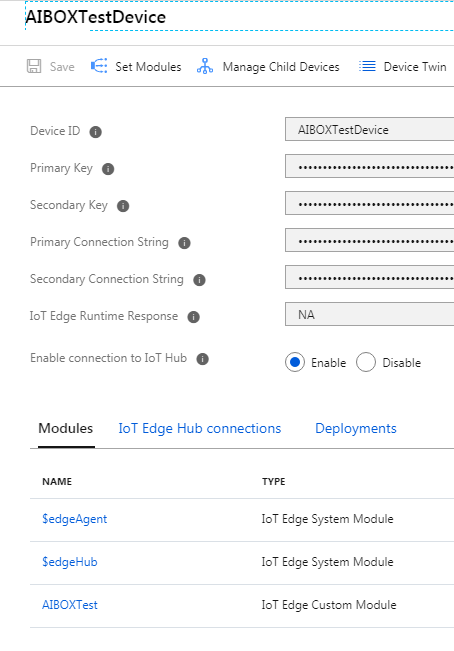 AIBOXTestDevice
Save Set Modules Manage Child Devices Device Twin
Device ID AIBOXTestDevice
Primary Key ••••••••••••••••••••••••••••••••••
Secondary Key ••••••••••••••••••••••••••••••••••
Primary Connection String ••••••••••••••••••••••••••••••••••
Secondary Connection String ••••••••••••••••••••••••••••••••••
IoT Edge Runtime Response NA
Enable connection to IoT Hub Enable Disable
Modules IoT Edge Hub connections Deployments
NAME TYPE
$edgeAgent IoT Edge System Module
$edgeHub IoT Edge System Module
AIBOXTest IoT Edge Custom Module